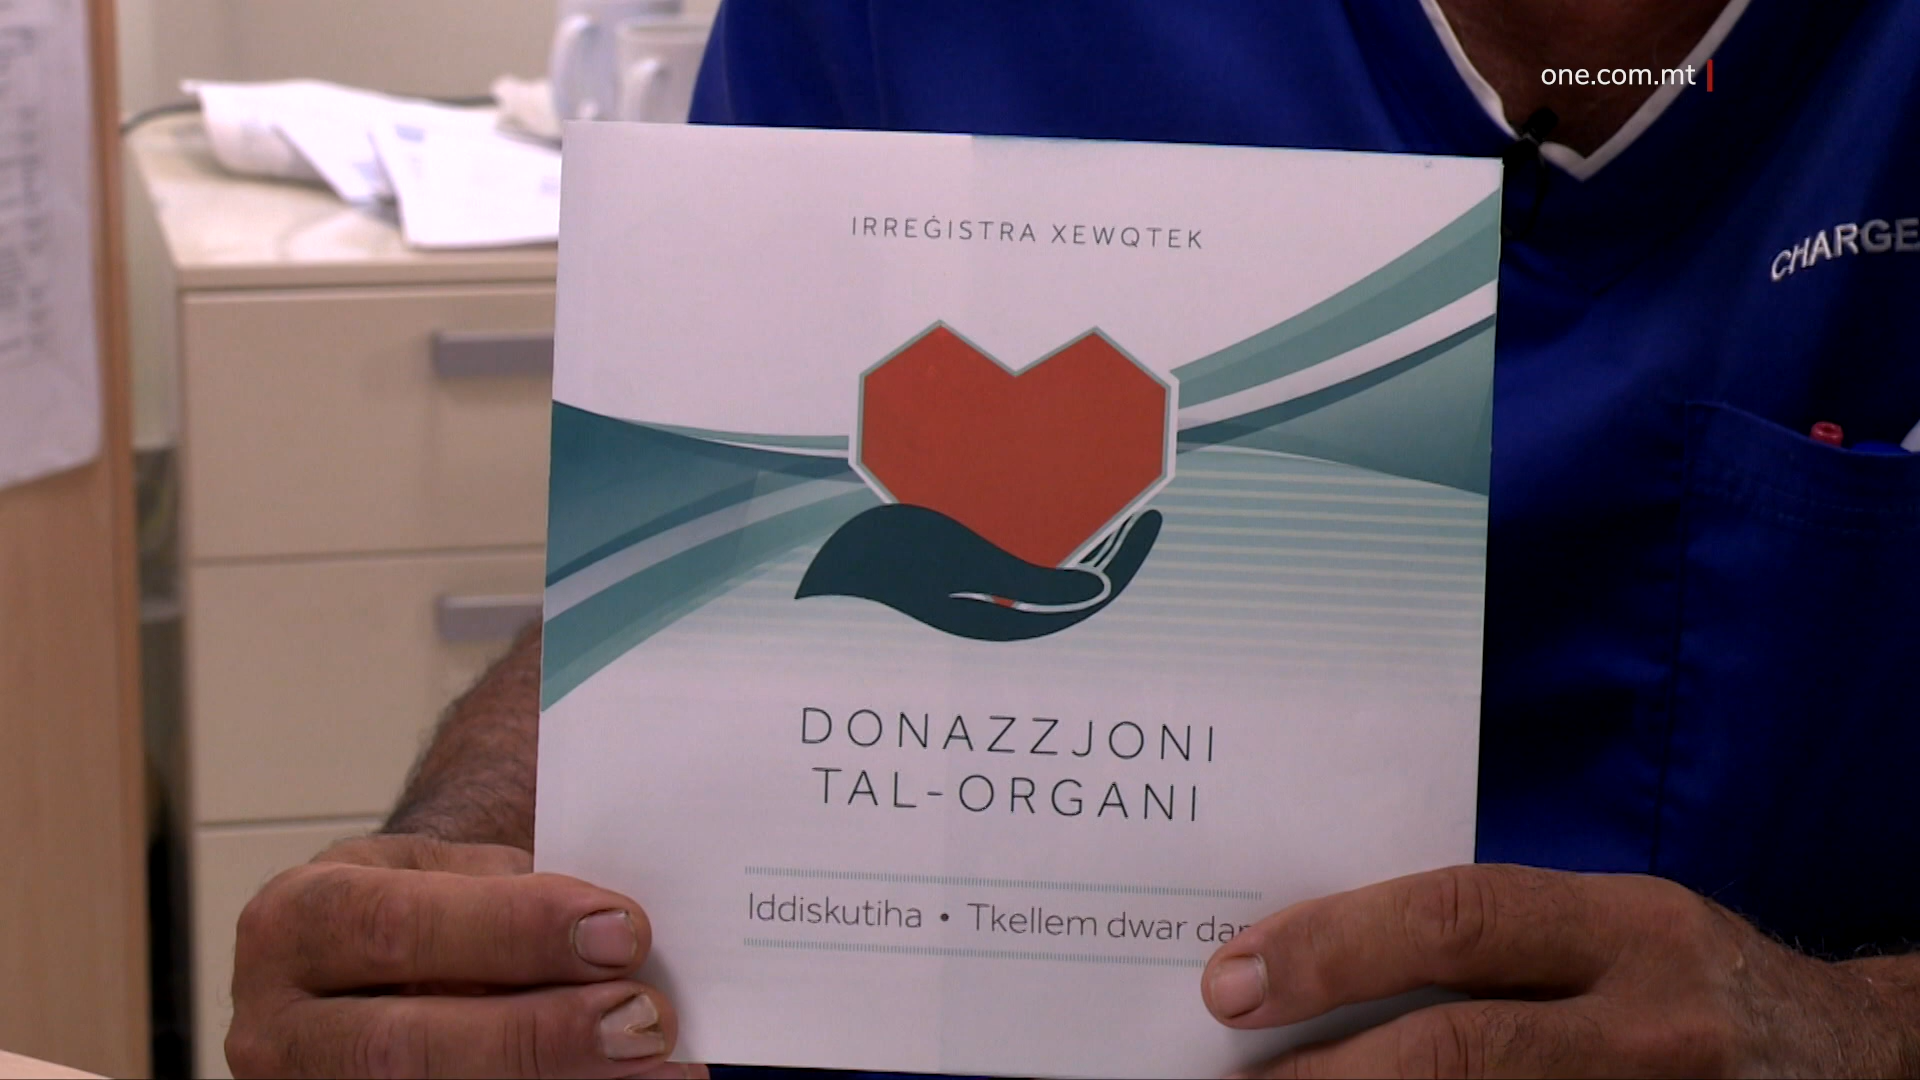 one.com.mt
CHARGE
IRREĠISTRA XEWQTEK
DONAZZJONI
TAL-ORGANI
Iddiskutiha • Tkellem dwar